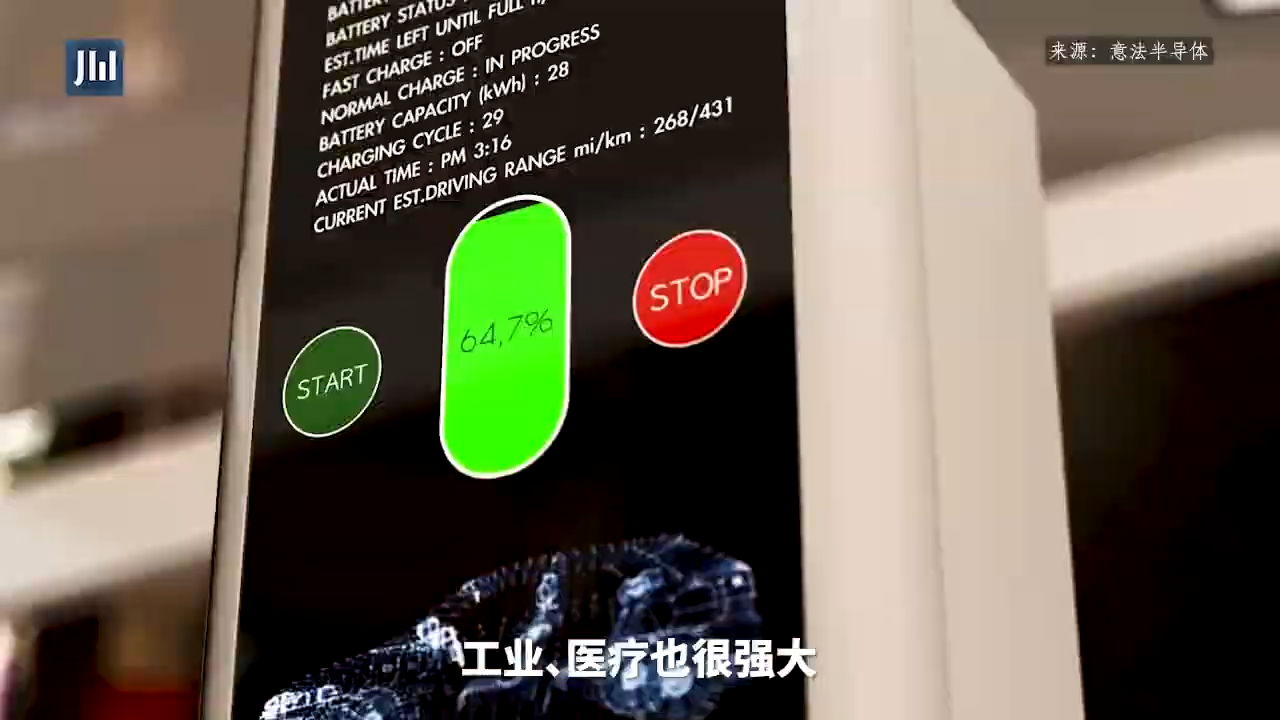 BATTERY
BATTERY STATUS
EST.TIME LEFT UNTIL FULL
FAST CHARGE : OFF
NORMAL CHARGE : IN PROGRESS
BATTERY CAPACITY (kWh) : 28
CHARGING CYCLE : 29
ACTUAL TIME : PM 3:16
CURRENT EST.DRIVING RANGE mi/km : 268/431
来源：意法半导体
64,7%
STOP
START
工业、医疗也很强大